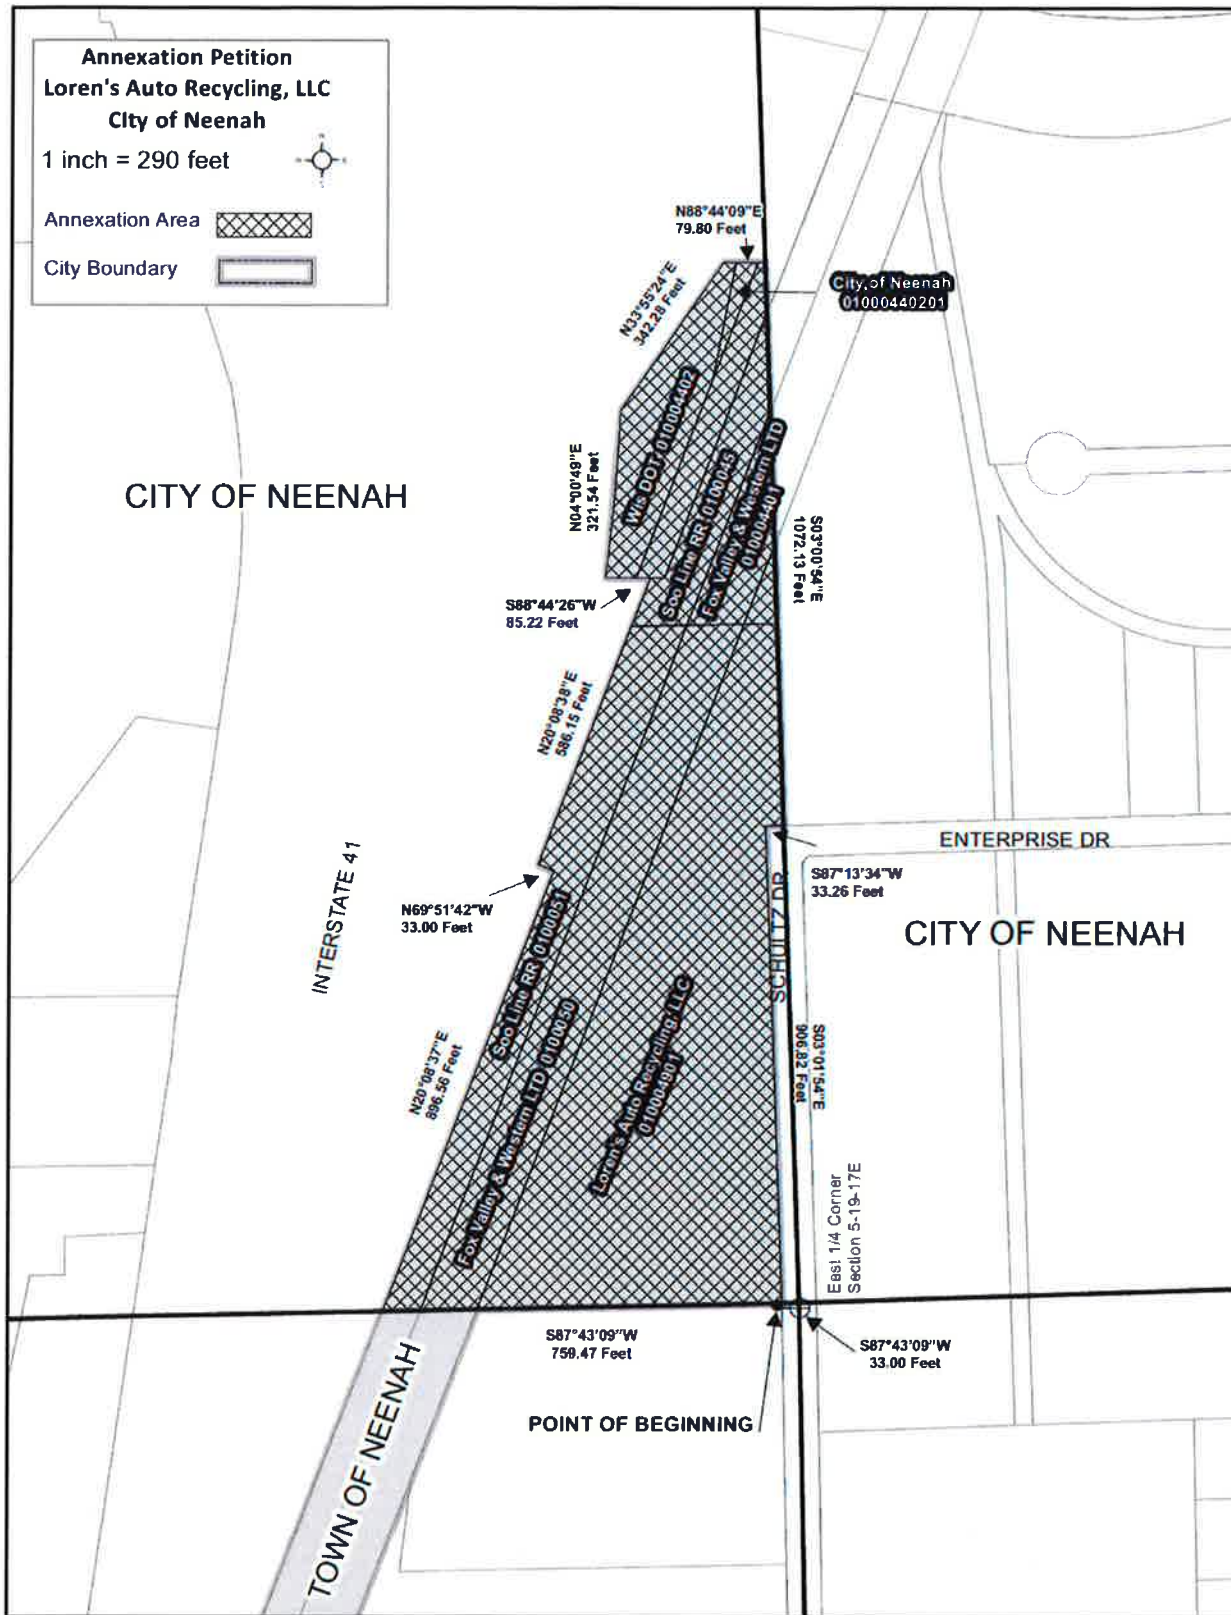 Annexation Petition
Loren's Auto Recycling, LLC
City of Neenah
1 inch = 290 feet
Annexation Area
City Boundary
N88°44'09"E
79.80 Feet
City of Neenah
01000440201
N33°55'24"E
342.28 Feet
Wis DOT 010004402
N04°00'49"E
321.54 Feet
CITY OF NEENAH
Soo Line RR 0100045
Fox Valley & Western LTD
010004401
S03°00'54"E
1072.13 Feet
S88°44'26"W
85.22 Feet
N20°08'38"E
586.15 Feet
ENTERPRISE DR
S87°13'34"W
33.26 Feet
SCHULTZ DR
INTERSTATE 41
N69°51'42"W
33.00 Feet
CITY OF NEENAH
Soo Line RR 0100051
Fox Valley & Western LTD 0100050
Loren's Auto Recycling, LLC
010004901
N20°08'37"E
896.56 Feet
S03°01'54"E
906.82 Feet
East 1/4 Corner
Section 5-19-17E
S87°43'09"W
759.47 Feet
S87°43'09"W
33.00 Feet
POINT OF BEGINNING
TOWN OF NEENAH